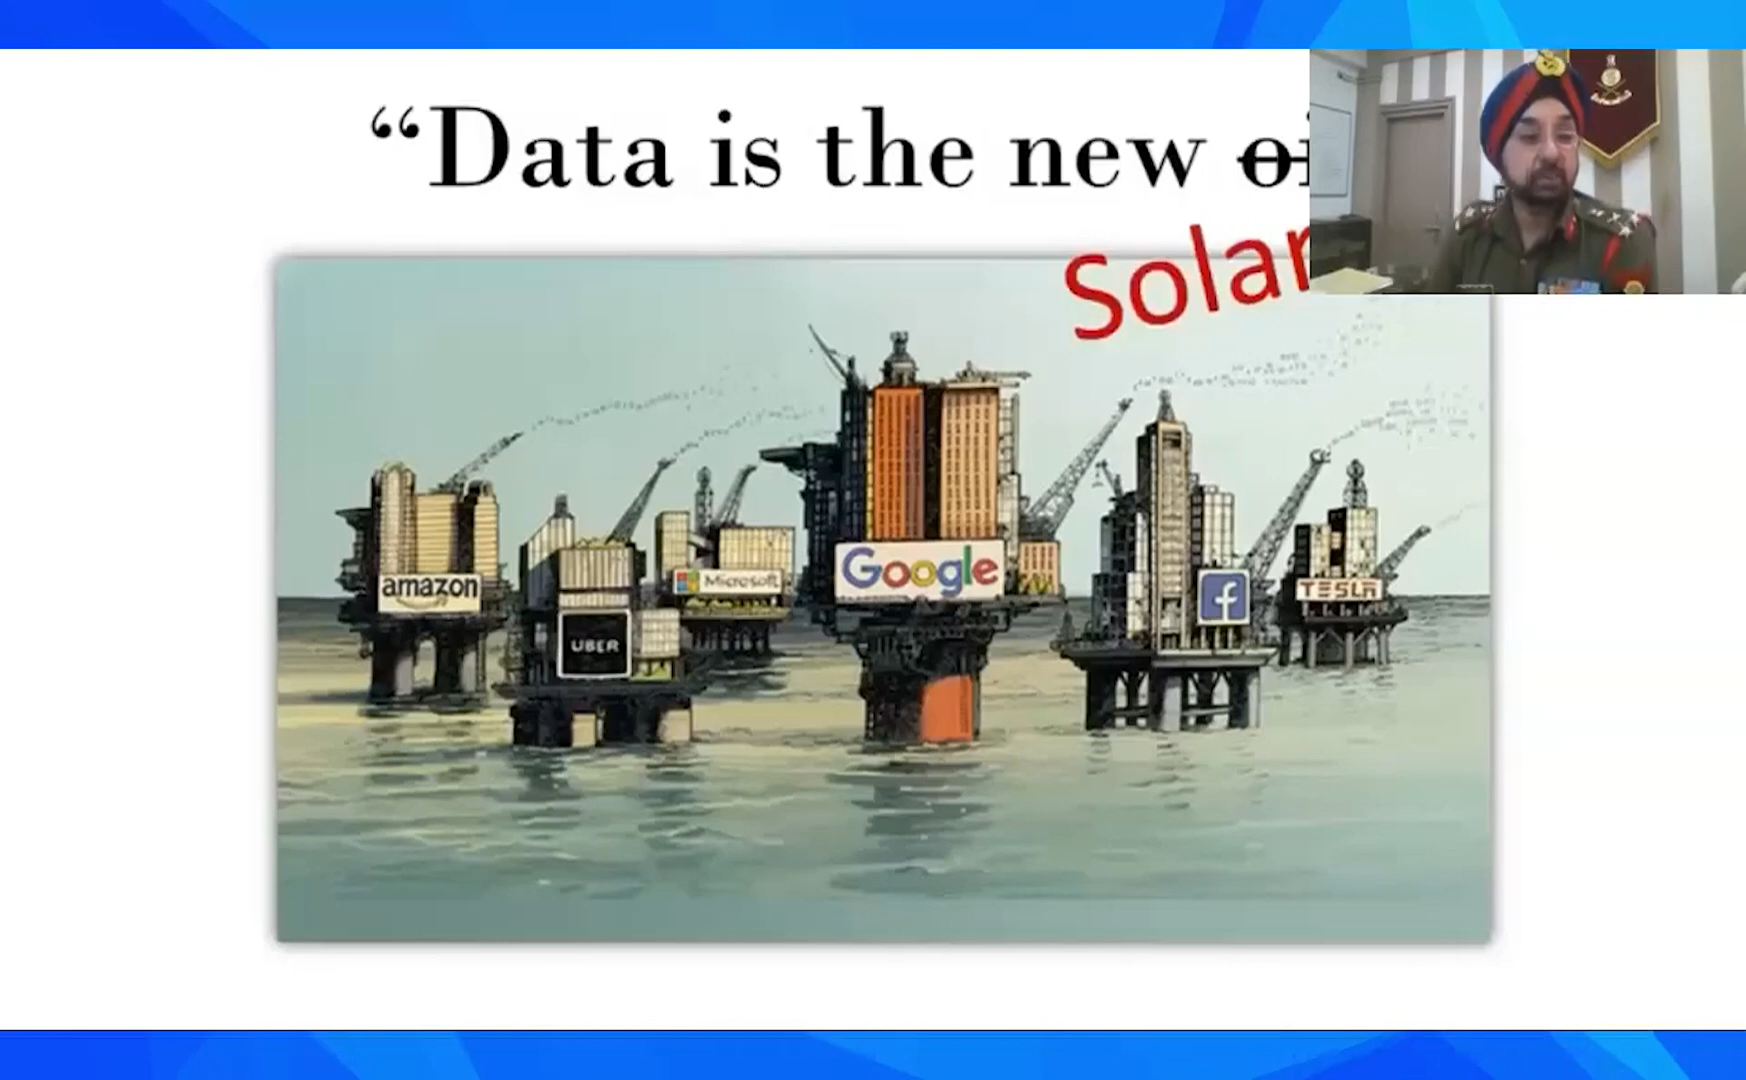 “Data is the new oi
Solar
amazon
UBER
Microsoft
Google
f
TESLA